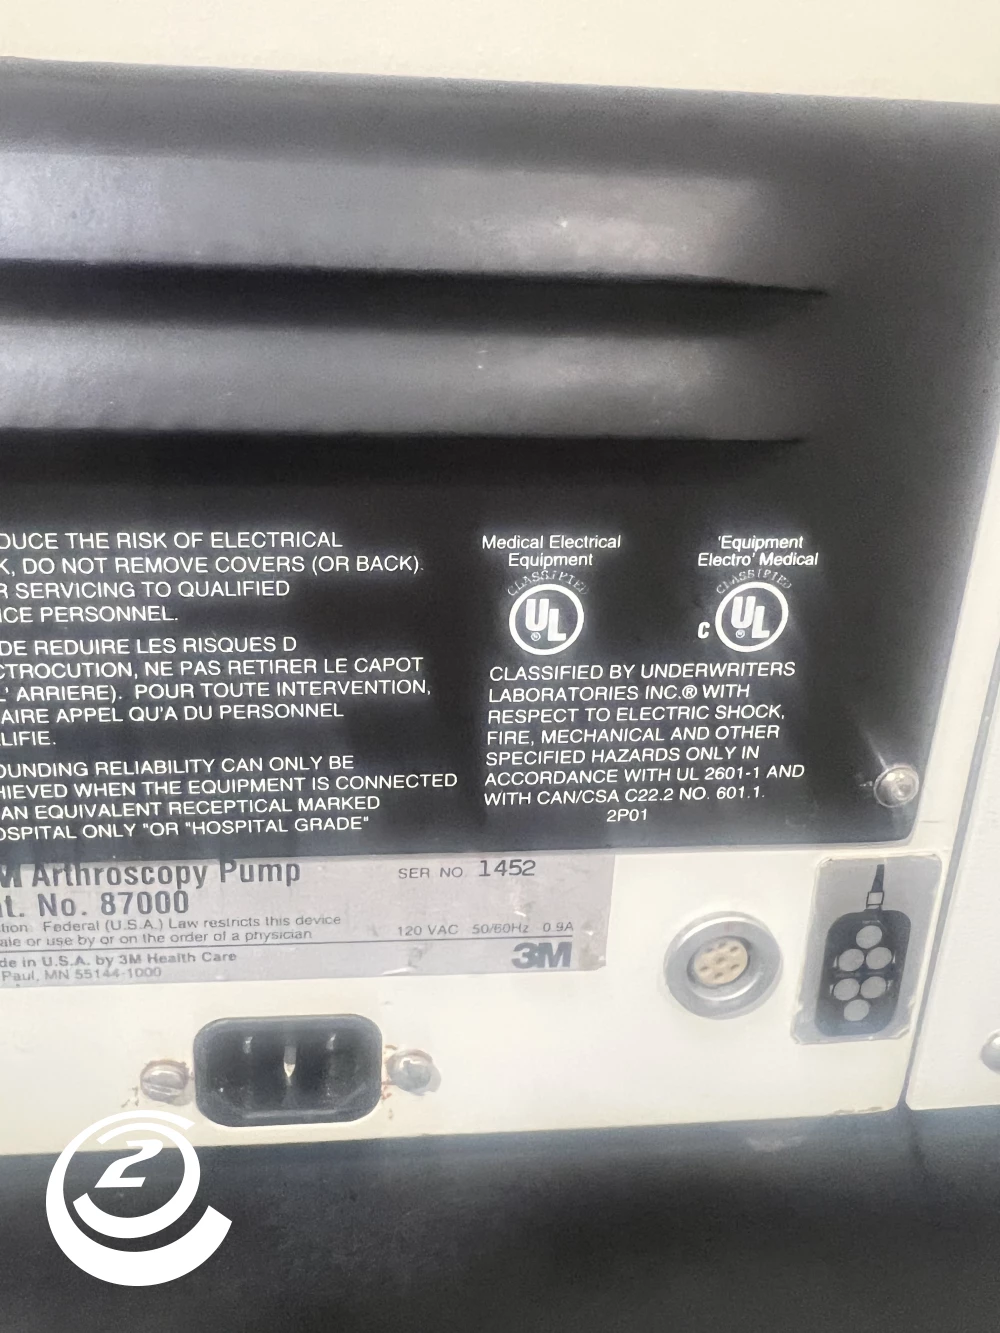 DUCE THE RISK OF ELECTRICAL
K, DO NOT REMOVE COVERS (OR BACK).
R SERVICING TO QUALIFIED
ICE PERSONNEL.
DE REDUIRE LES RISQUES D
CTROCUTION, NE PAS RETIRER LE CAPOT
L' ARRIERE). POUR TOUTE INTERVENTION,
AIRE APPEL QU'A DU PERSONNEL
LIFIE.
OUNDING RELIABILITY CAN ONLY BE
HIEVED WHEN THE EQUIPMENT IS CONNECTED
AN EQUIVALENT RECEPTICAL MARKED
OSPITAL ONLY "OR "HOSPITAL GRADE"
Medical Electrical
Equipment
CLASSIFIED
UL
®
'Equipment
Electro' Medical
CLASSIFIED
C
UL
®
CLASSIFIED BY UNDERWRITERS
LABORATORIES INC.® WITH
RESPECT TO ELECTRIC SHOCK,
FIRE, MECHANICAL AND OTHER
SPECIFIED HAZARDS ONLY IN
ACCORDANCE WITH UL 2601-1 AND
WITH CAN/CSA C22.2 NO. 601.1.
2P01
M Arthroscopy Pump
t. No. 87000
tion Federal (U.S.A.) Law restricts this device
ale or use by or on the order of a physician
de in U.S.A. by 3M Health Care
Paul, MN 55144-1000
SER NO. 1452
120 VAC 50/60Hz 0.9A
3M
2